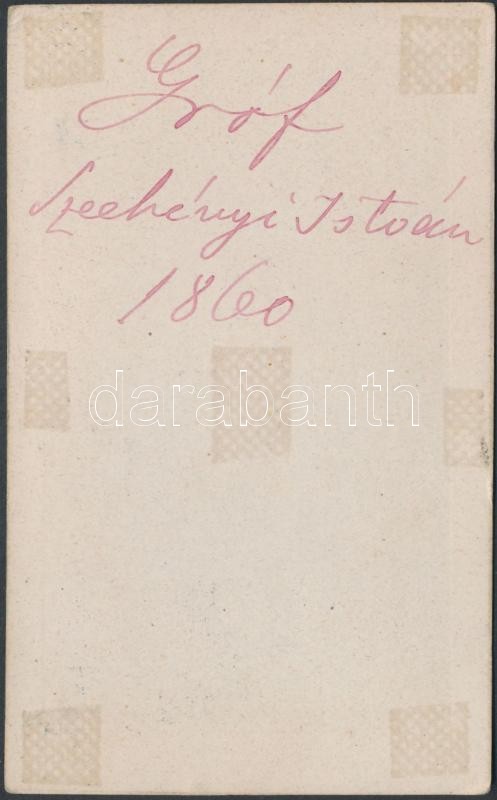 Gróf
Szechényi István
1860
darabanth